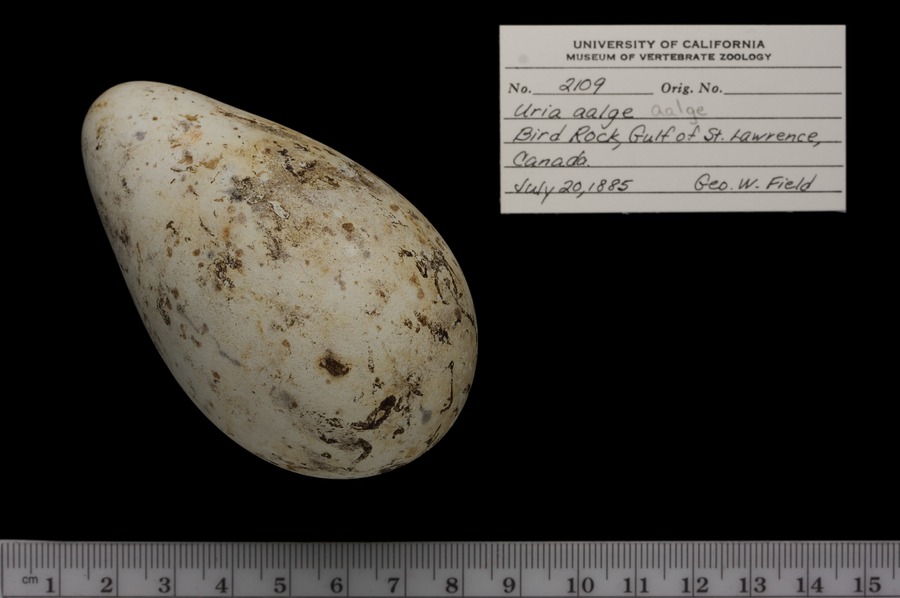 UNIVERSITY OF CALIFORNIA
MUSEUM OF VERTEBRATE ZOOLOGY
No. 2109 Orig. No.
Uria aalge aalge
Bird Rock, Gulf of St. Lawrence,
Canada.
July 20, 1885 Geo. W. Field
cm 1 2 3 4 5 6 7 8 9 10 11 12 13 14 15